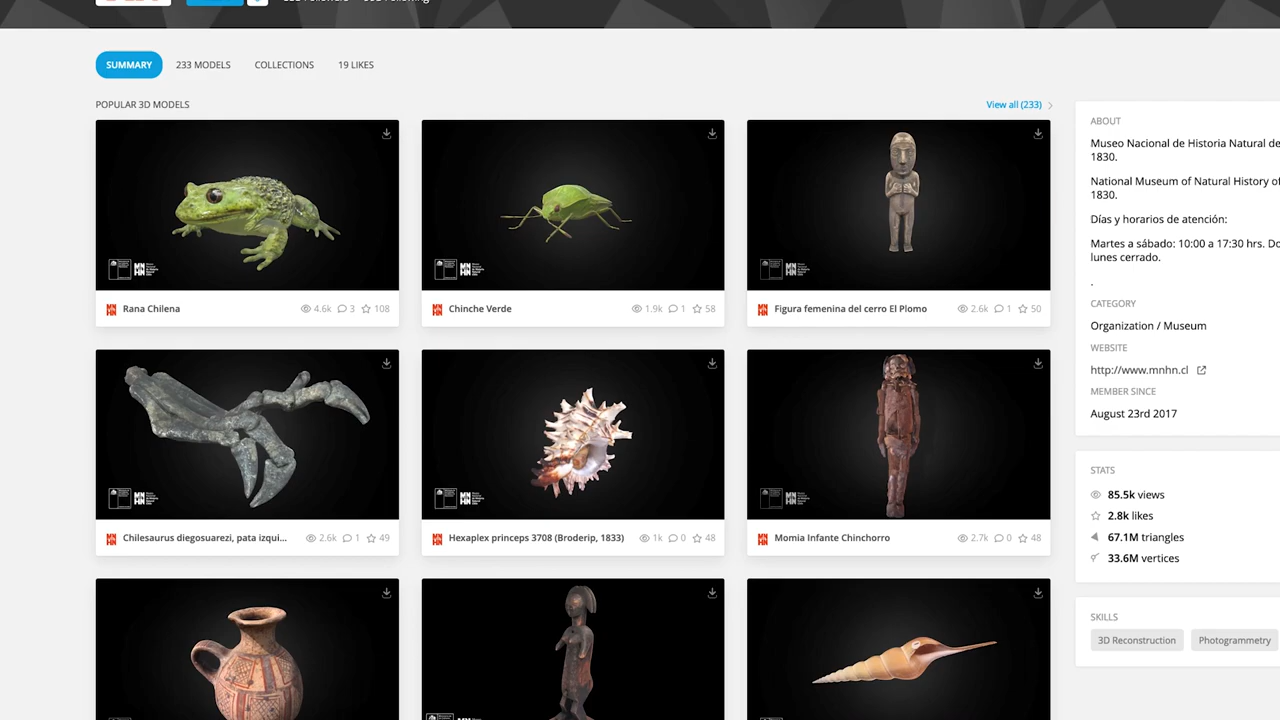 SUMMARY
233 MODELS
COLLECTIONS
19 LIKES
POPULAR 3D MODELS
View all (233)
Rana Chilena
4.6k
3
108
Chinche Verde
1.9k
1
58
Figura femenina del cerro El Plomo
2.6k
1
50
Chilesaurus diegosuarezi, pata izqui...
2.6k
1
49
Hexaplex princeps 3708 (Broderip, 1833)
1k
0
48
Momia Infante Chinchorro
2.7k
0
48
ABOUT
Museo Nacional de Historia Natural de
1830.
National Museum of Natural History of
1830.
Días y horarios de atención:
Martes a sábado: 10:00 a 17:30 hrs. Do
lunes cerrado.
.
CATEGORY
Organization / Museum
WEBSITE
http://www.mnhn.cl
MEMBER SINCE
August 23rd 2017
STATS
85.5k views
2.8k likes
67.1M triangles
33.6M vertices
SKILLS
3D Reconstruction
Photogrammetry